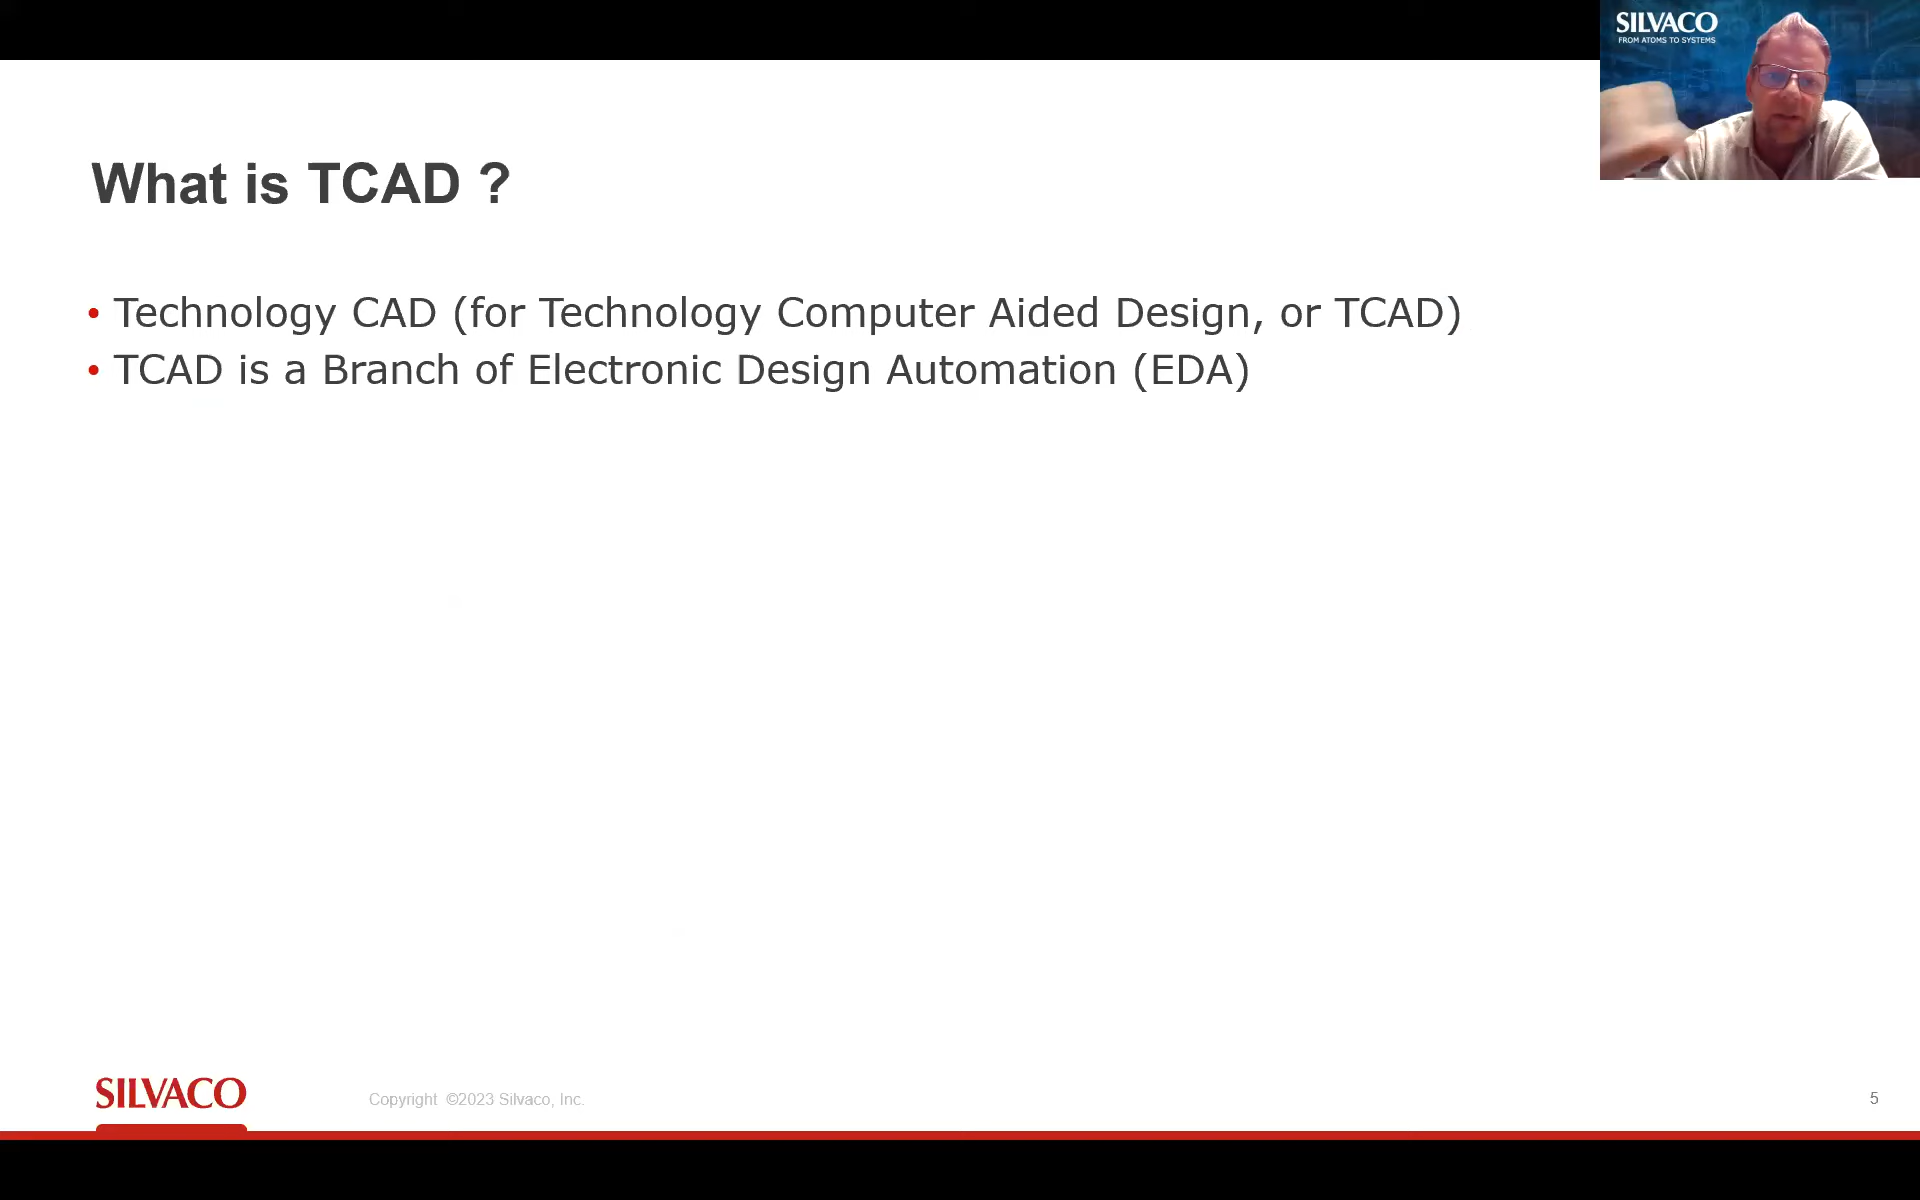 SILVACO
FROM ATOMS TO SYSTEMS
What is TCAD ?
• Technology CAD (for Technology Computer Aided Design, or TCAD)
• TCAD is a Branch of Electronic Design Automation (EDA)
SILVACO
Copyright ©2023 Silvaco, Inc.
5